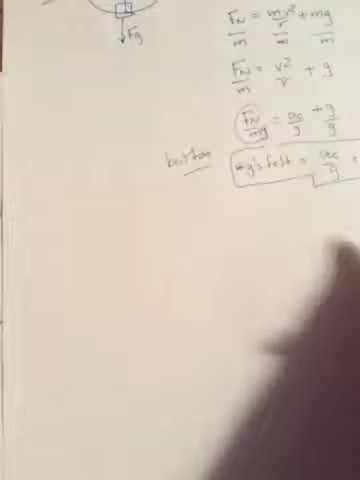 Fg
Fn/m = mv²/r/m + mg/m
Fn/m = v²/r + g
Fn/mg = ac/g + g/g
bottom
g's felt = ac/g +